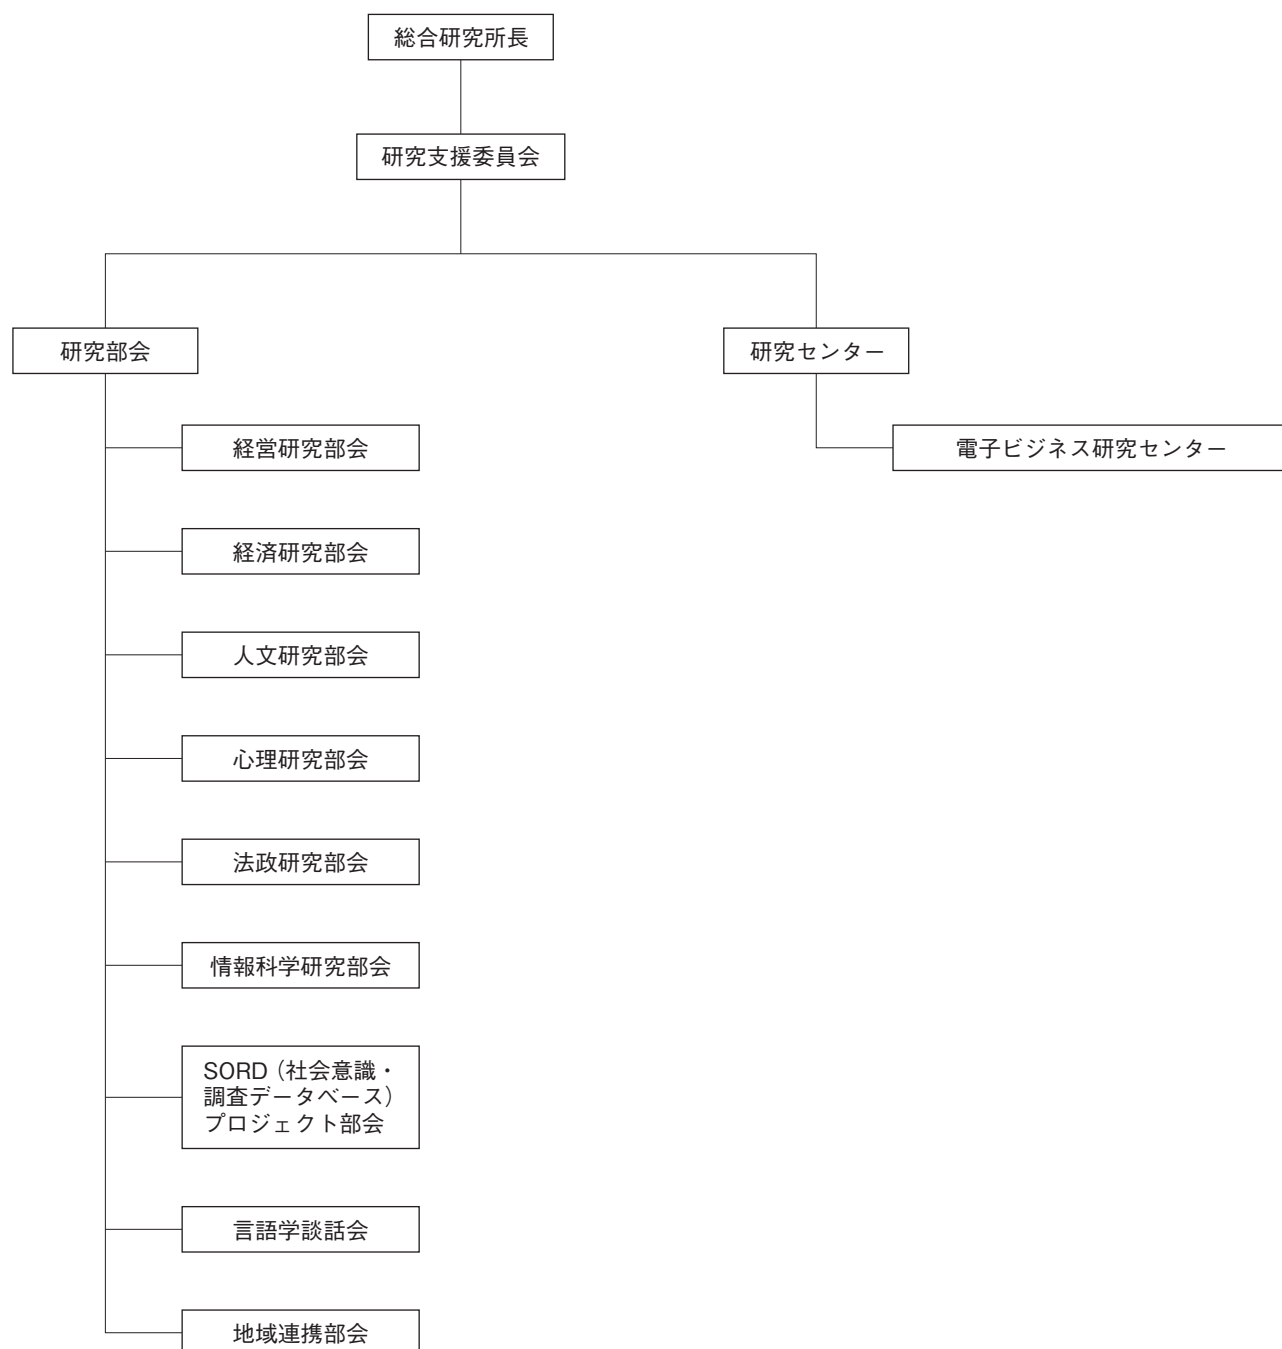 総合研究所長
研究支援委員会
研究部会
研究センター
経営研究部会
電子ビジネス研究センター
経済研究部会
人文研究部会
心理研究部会
法政研究部会
情報科学研究部会
SORD（社会意識・
調査データベース）
プロジェクト部会
言語学談話会
地域連携部会